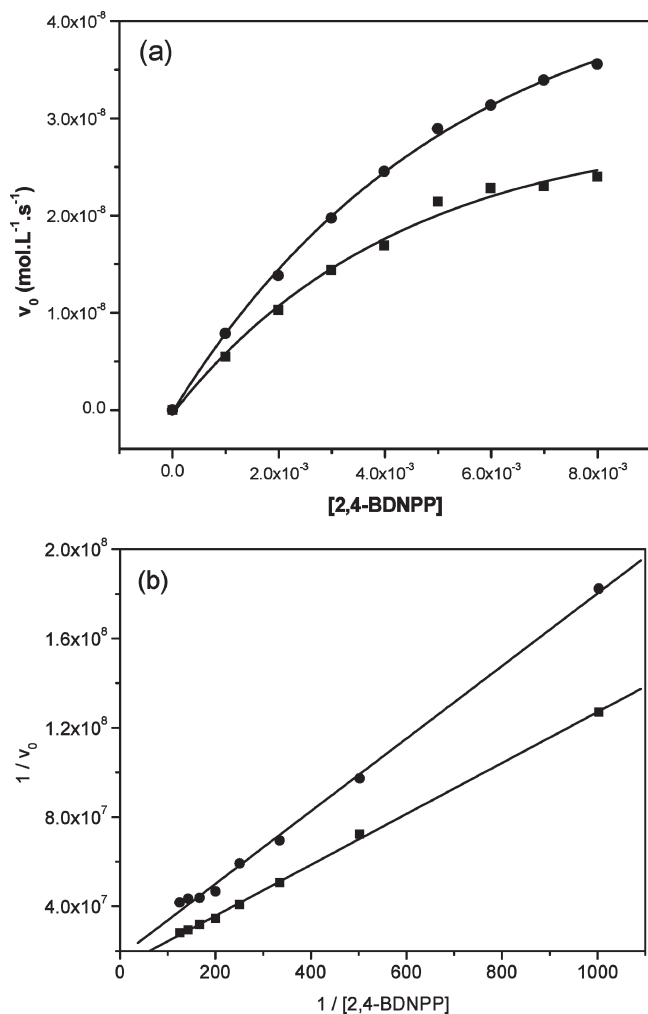 (a)
4.0x10⁻⁸
3.0x10⁻⁸
2.0x10⁻⁸
1.0x10⁻⁸
0.0
v₀ (mol.L⁻¹.s⁻¹)
0.0 2.0x10⁻³ 4.0x10⁻³ 6.0x10⁻³ 8.0x10⁻³
[2,4-BDNPP]
(b)
2.0x10⁸
1.6x10⁸
1.2x10⁸
8.0x10⁷
4.0x10⁷
1 / v₀
0 200 400 600 800 1000
1 / [2,4-BDNPP]